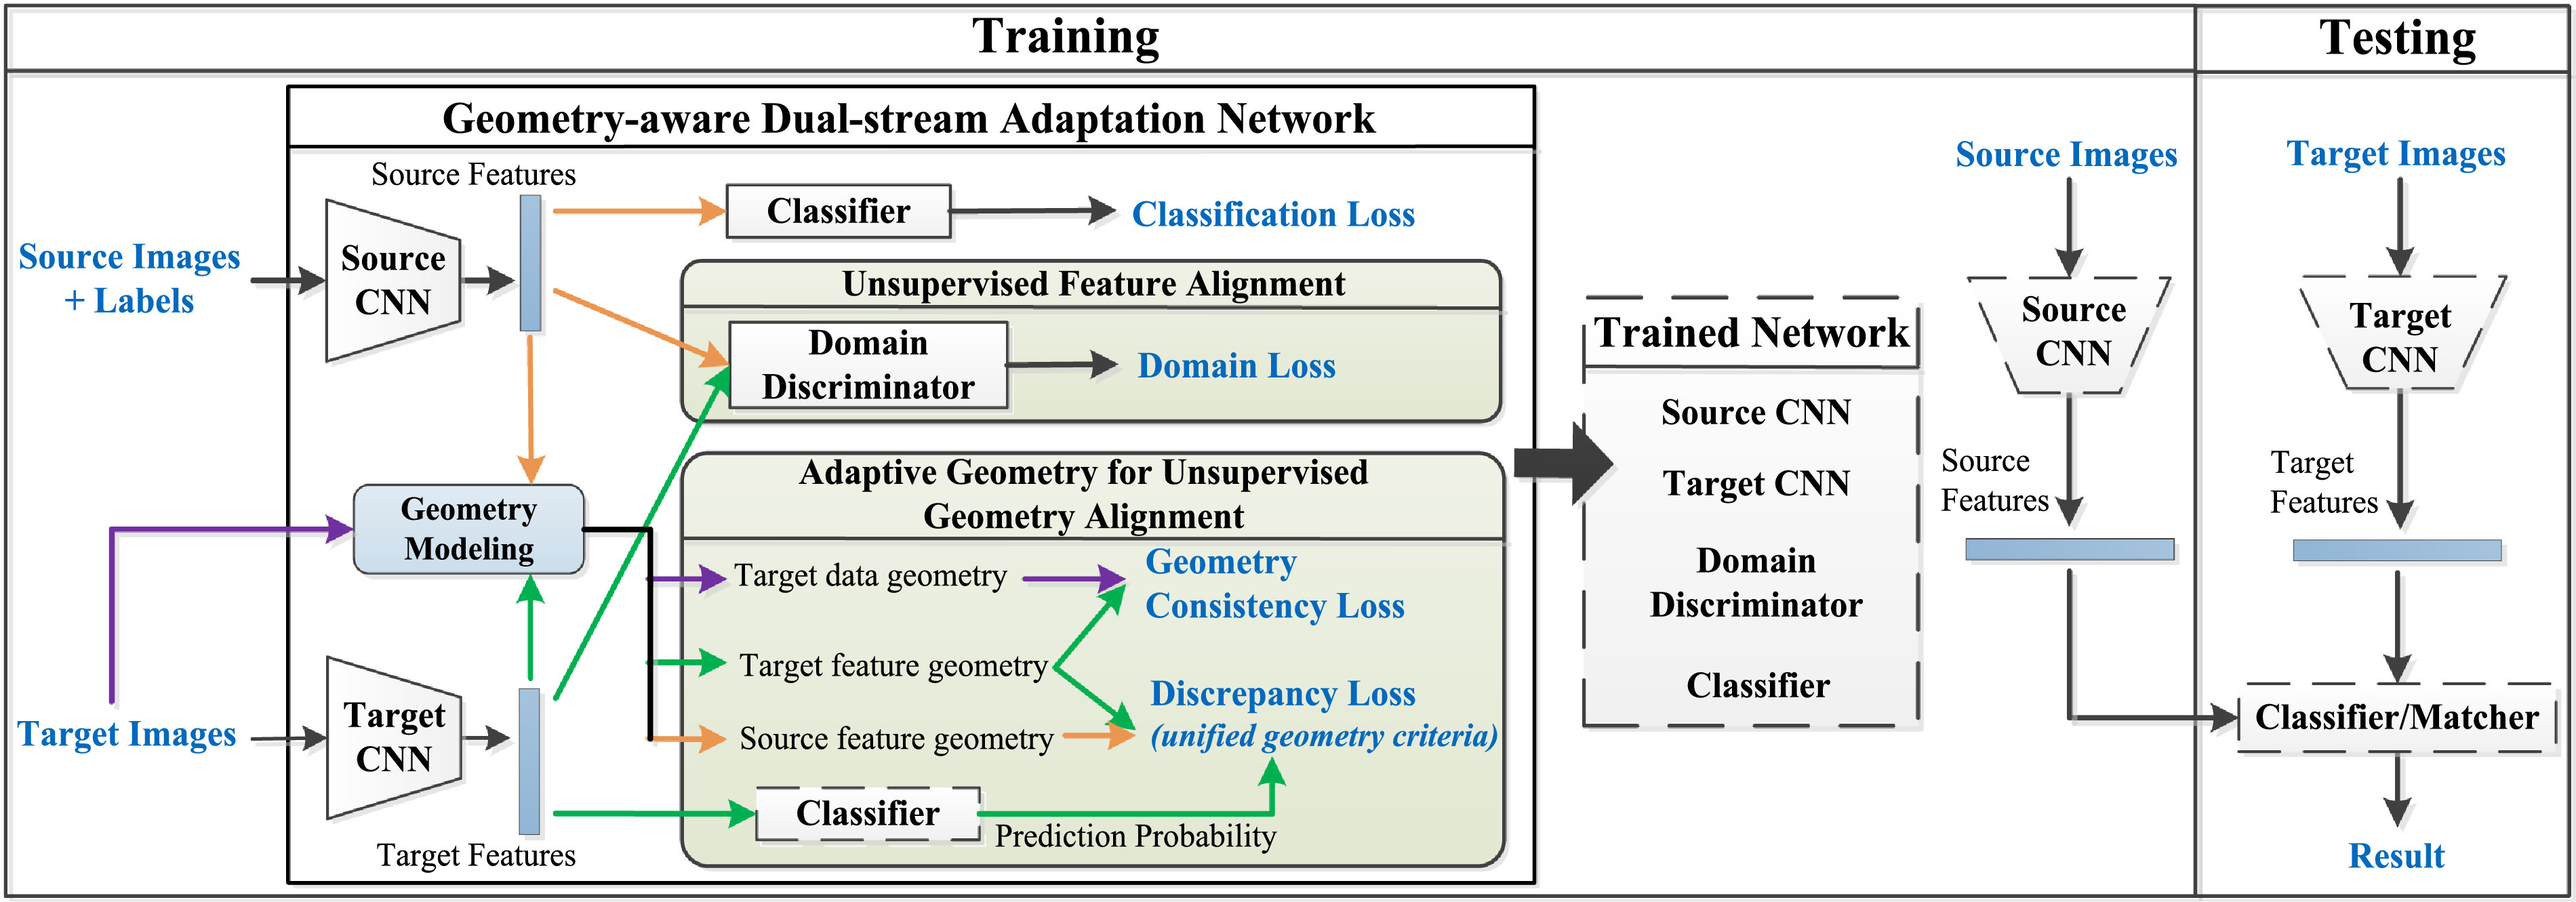 Training
Testing
Geometry-aware Dual-stream Adaptation Network
Source Images
+ Labels
Source
CNN
Source Features
Classifier
Classification Loss
Unsupervised Feature Alignment
Domain
Discriminator
Domain Loss
Geometry
Modeling
Target Images
Target
CNN
Target Features
Adaptive Geometry for Unsupervised
Geometry Alignment
Target data geometry
Geometry
Consistency Loss
Target feature geometry
Source feature geometry
Discrepancy Loss
(unified geometry criteria)
Classifier
Prediction Probability
Trained Network
Source CNN
Target CNN
Domain
Discriminator
Classifier
Source Images
Source
CNN
Source
Features
Target Images
Target
CNN
Target
Features
Classifier/Matcher
Result